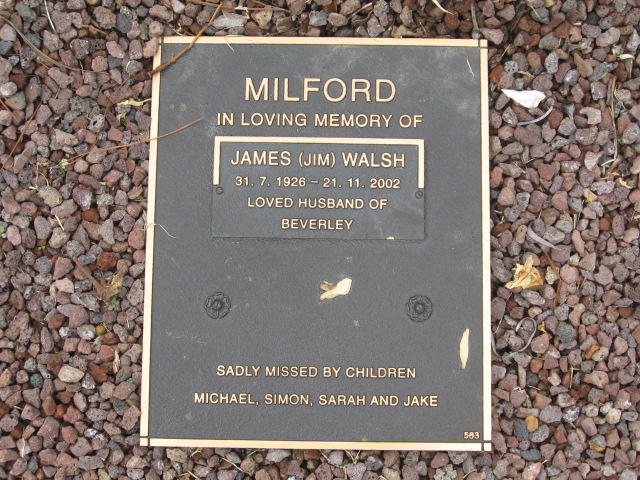 MILFORD
IN LOVING MEMORY OF
JAMES (JIM) WALSH
31. 7. 1926 – 21. 11. 2002
LOVED HUSBAND OF
BEVERLEY
SADLY MISSED BY CHILDREN
MICHAEL, SIMON, SARAH AND JAKE
563